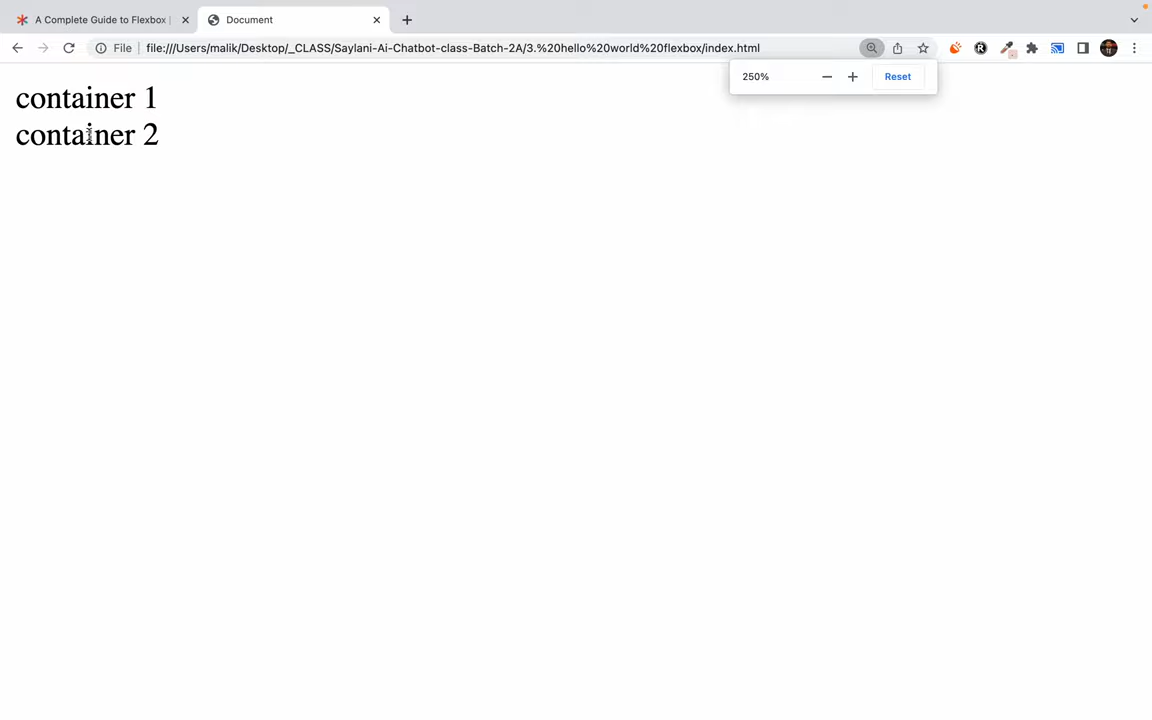 A Complete Guide to Flexbox |
Document
File
file:///Users/malik/Desktop/_CLASS/Saylani-Ai-Chatbot-class-Batch-2A/3.%20hello%20world%20flexbox/index.html
250%
Reset
container 1
container 2